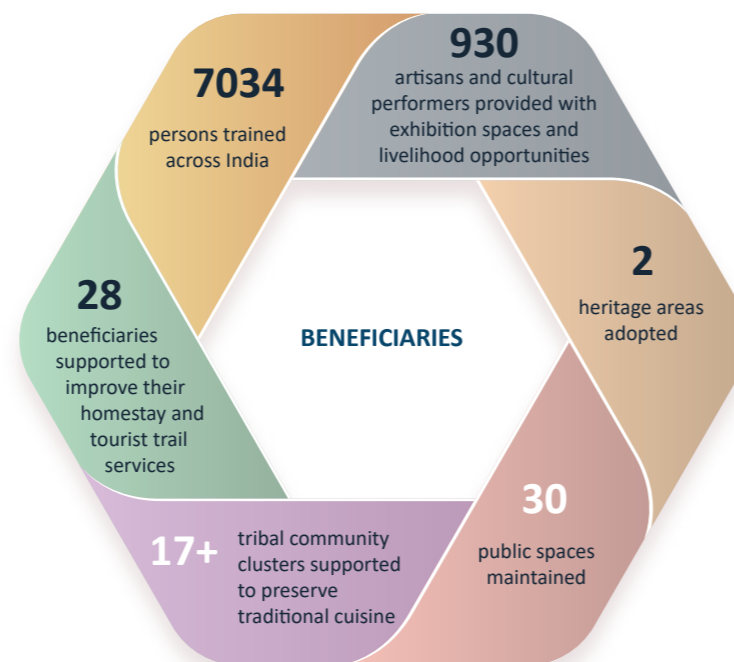 930
artisans and cultural
performers provided with
exhibition spaces and
livelihood opportunities
2
heritage areas
adopted
30
public spaces
maintained
17+
tribal community
clusters supported
to preserve
traditional cuisine
28
beneficiaries
supported to
improve their
homestay and
tourist trail
services
7034
persons trained
across India
BENEFICIARIES